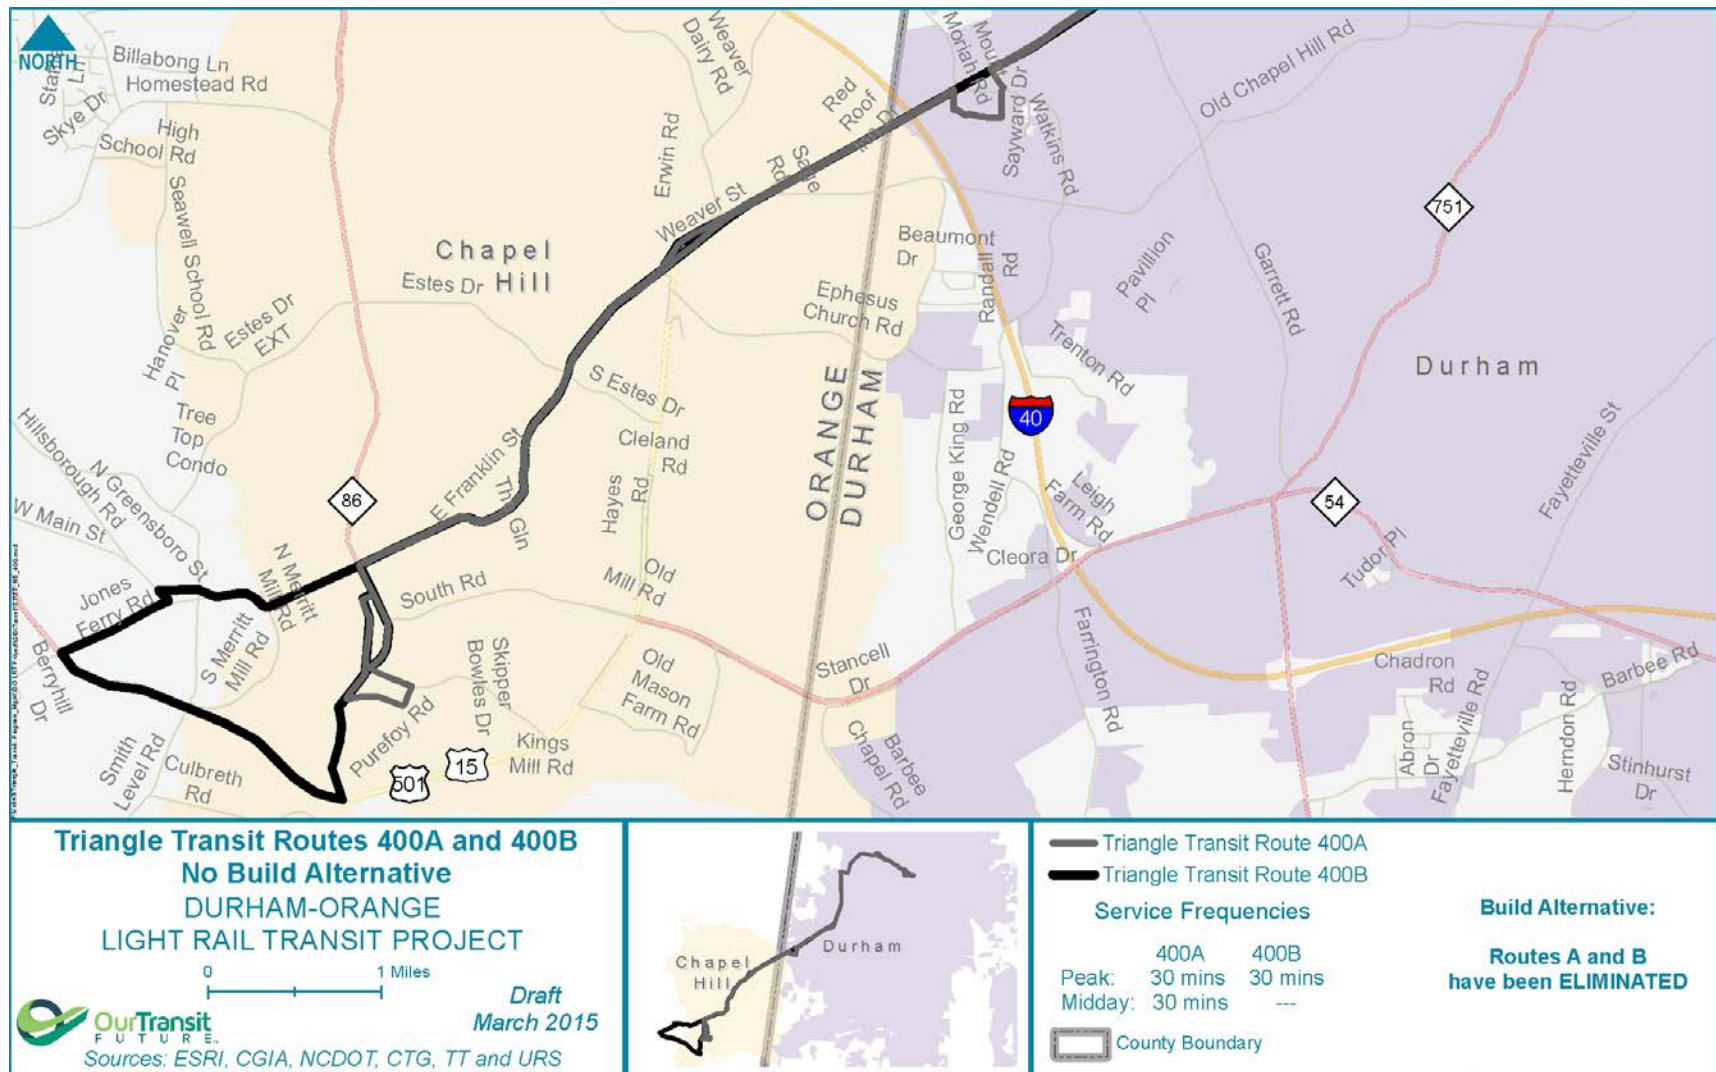 NORTH
Billabong Ln
Homestead Rd
Skye Dr
High
School Rd
Seawell School Rd
Hanover
Pl
Estes Dr
EXT
Tree
Top
Condo
Hillsborough Rd
N Greensboro St
W Main St
Jones
Ferry Rd
Berryhill
Dr
N Merritt
Mill Rd
S Merritt
Mill Rd
Smith
Level Rd
Culbreth
Rd
Purefoy Rd
86
Chapel
Hill
Estes Dr
E Franklin St
The Gln
South Rd
Skipper
Bowles Dr
501
15
Kings
Mill Rd
Weaver
Dairy Rd
Erwin Rd
Weaver St
Sage
Rd
Red
Roof
Inn Dr
S Estes Dr
Cleland
Rd
Hayes
Rd
Old
Mill Rd
Old
Mason
Farm Rd
Ephesus
Church Rd
ORANGE
DURHAM
Stancell
Dr
Barbee
Chapel Rd
Mount
Moriah Rd
Sayward Dr
Watkins Rd
Old Chapel Hill Rd
Beaumont
Dr
Randall
Rd
Pavillion
Pl
Garrett Rd
751
Trenton Rd
Durham
40
George King Rd
Wendell Rd
Leigh
Farm Rd
Cleora Dr
54
Fayetteville St
Tudor Pl
Farrington Rd
Chadron
Rd
Barbee Rd
Abron
Dr
Fayetteville Rd
Herndon Rd
Stinhurst
Dr
Triangle Transit Routes 400A and 400B
No Build Alternative
DURHAM-ORANGE
LIGHT RAIL TRANSIT PROJECT
0 1 Miles
Draft
March 2015
OurTransit
FUTURE
Sources: ESRI, CGIA, NCDOT, CTG, TT and URS
Chapel
Hill
Durham
Triangle Transit Route 400A
Triangle Transit Route 400B
Service Frequencies
400A 400B
Peak: 30 mins 30 mins
Midday: 30 mins ---
County Boundary
Build Alternative:
Routes A and B
have been ELIMINATED